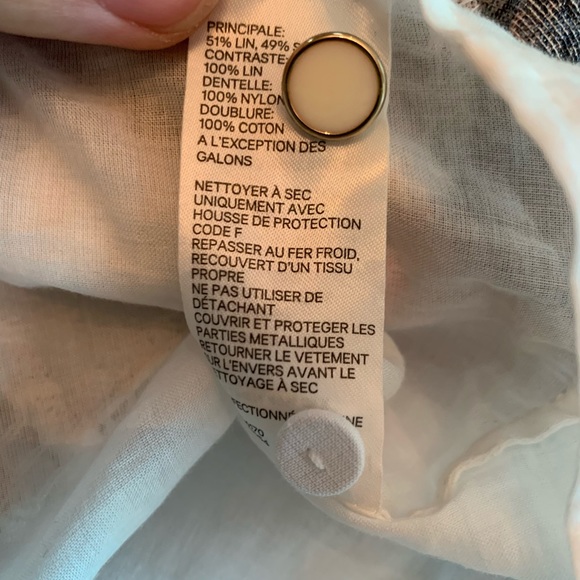 PRINCIPALE:
51% LIN, 49%
CONTRASTE:
100% LIN
DENTELLE:
100% NYLON
DOUBLURE:
100% COTON
A L'EXCEPTION DES
GALONS
NETTOYER À SEC
UNIQUEMENT AVEC
HOUSSE DE PROTECTION
CODE F
REPASSER AU FER FROID,
RECOUVERT D'UN TISSU
PROPRE
NE PAS UTILISER DE
DÉTACHANT
COUVRIR ET PROTEGER LES
PARTIES METALLIQUES
RETOURNER LE VETEMENT
SUR L'ENVERS AVANT LE
NETTOYAGE À SEC